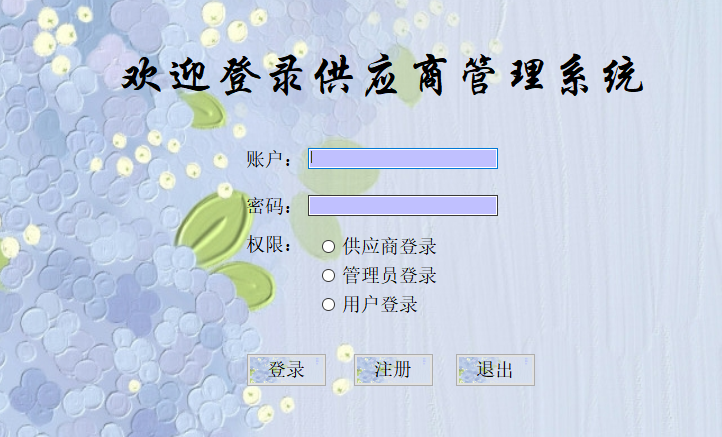 欢迎登录供应商管理系统
账户：
密码：
权限：
供应商登录
管理员登录
用户登录
登录 注册 退出